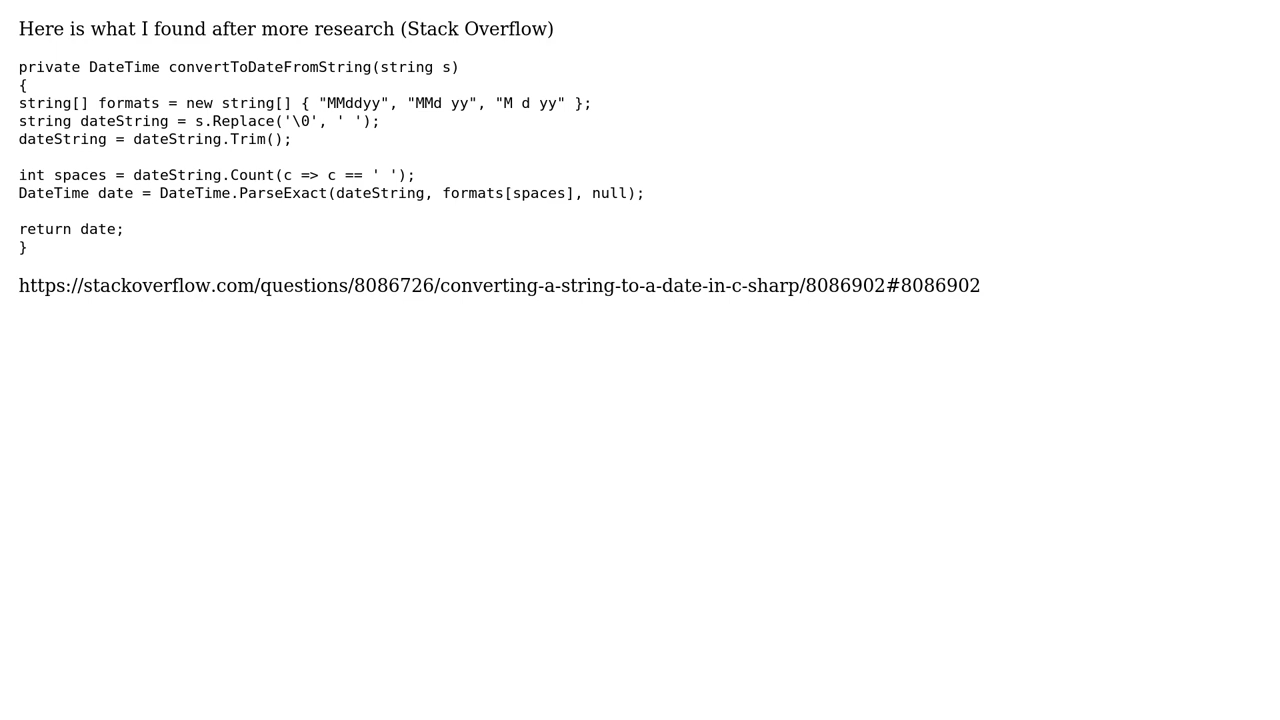 Here is what I found after more research (Stack Overflow)
private DateTime convertToDateFromString(string s)
{
string[] formats = new string[] { "MMddyy", "MMd yy", "M d yy" };
string dateString = s.Replace('\0', ' ');
dateString = dateString.Trim();

int spaces = dateString.Count(c => c == ' ');
DateTime date = DateTime.ParseExact(dateString, formats[spaces], null);

return date;
}
https://stackoverflow.com/questions/8086726/converting-a-string-to-a-date-in-c-sharp/8086902#8086902